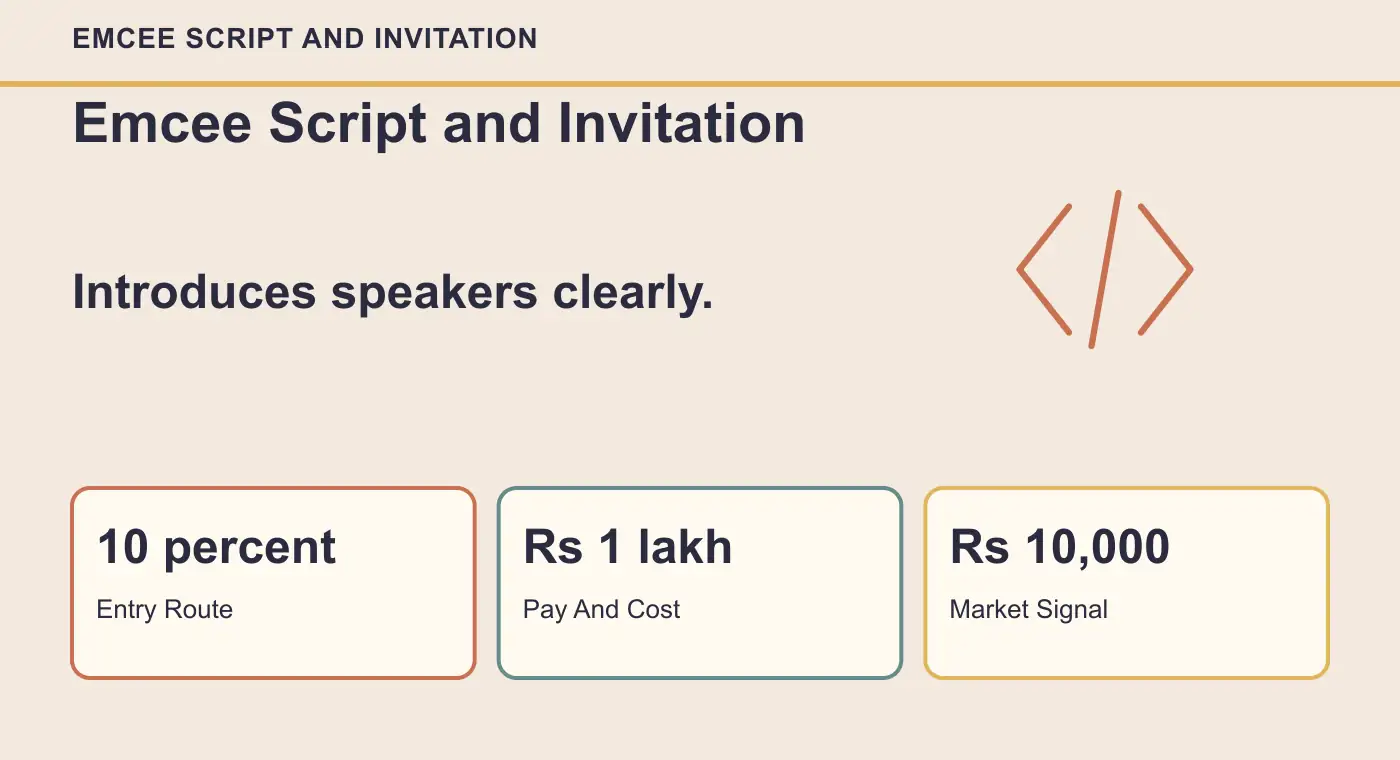 EMCEE SCRIPT AND INVITATION
Emcee Script and Invitation
Introduces speakers clearly.
10 percent
Entry Route
Rs 1 lakh
Pay And Cost
Rs 10,000
Market Signal